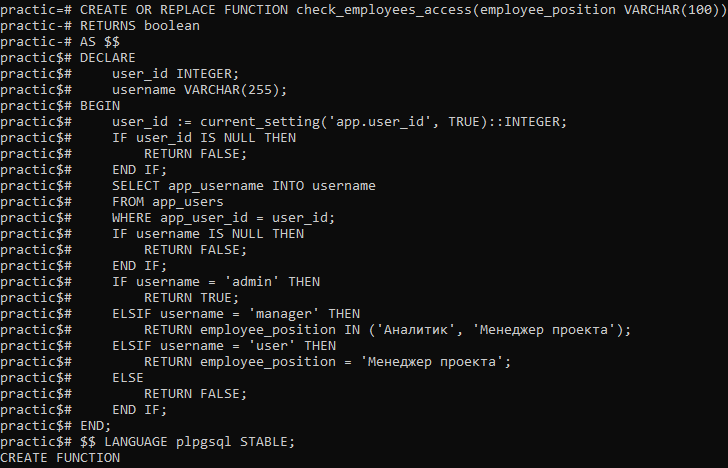 practic=# CREATE OR REPLACE FUNCTION check_employees_access(employee_position VARCHAR(100))
practic-# RETURNS boolean
practic-# AS $$
practic$# DECLARE
practic$#     user_id INTEGER;
practic$#     username VARCHAR(255);
practic$# BEGIN
practic$#     user_id := current_setting('app.user_id', TRUE)::INTEGER;
practic$#     IF user_id IS NULL THEN
practic$#         RETURN FALSE;
practic$#     END IF;
practic$#     SELECT app_username INTO username
practic$#     FROM app_users
practic$#     WHERE app_user_id = user_id;
practic$#     IF username IS NULL THEN
practic$#         RETURN FALSE;
practic$#     END IF;
practic$#     IF username = 'admin' THEN
practic$#         RETURN TRUE;
practic$#     ELSIF username = 'manager' THEN
practic$#         RETURN employee_position IN ('Аналитик', 'Менеджер проекта');
practic$#     ELSIF username = 'user' THEN
practic$#         RETURN employee_position = 'Менеджер проекта';
practic$#     ELSE
practic$#         RETURN FALSE;
practic$#     END IF;
practic$# END;
practic$# $$ LANGUAGE plpgsql STABLE;
CREATE FUNCTION